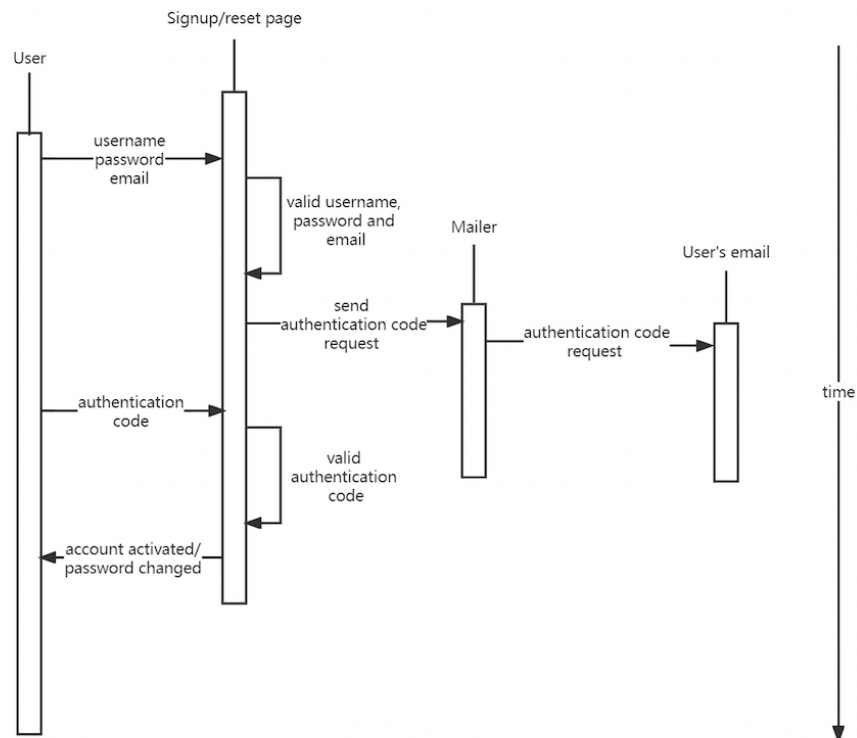 Signup/reset page
User
username
password
email
valid username,
password and
email
Mailer
User's email
send
authentication code
request
authentication code
request
time
authentication
code
valid
authentication
code
account activated/
password changed